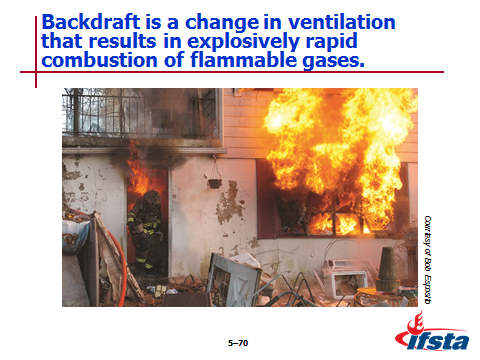 Backdraft is a change in ventilation
that results in explosively rapid
combustion of flammable gases.
Courtesy of Bob Esposito
5–70
ifsta